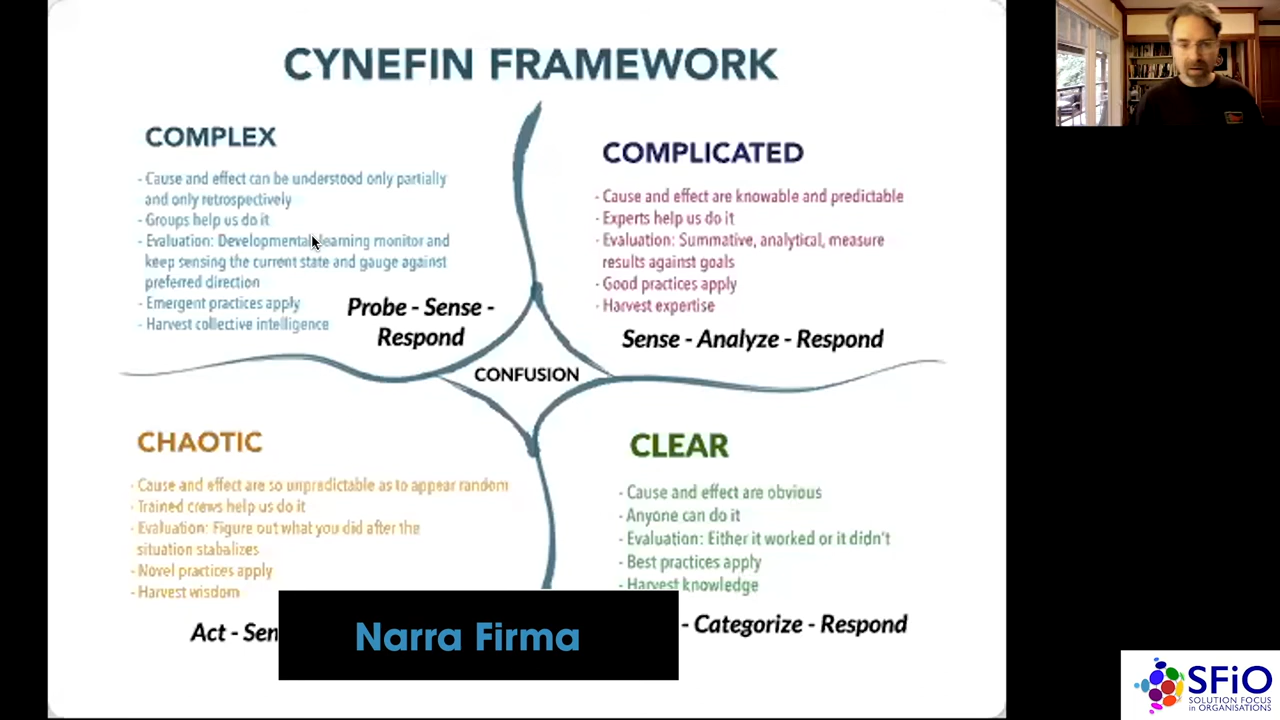 CYNEFIN FRAMEWORK
COMPLEX
- Cause and effect can be understood only partially
and only retrospectively
- Groups help us do it
- Evaluation: Developmental learning monitor and
keep sensing the current state and gauge against
preferred direction
- Emergent practices apply
- Harvest collective intelligence
Probe - Sense -
Respond
COMPLICATED
- Cause and effect are knowable and predictable
- Experts help us do it
- Evaluation: Summative, analytical, measure
results against goals
- Good practices apply
- Harvest expertise
Sense - Analyze - Respond
CONFUSION
CHAOTIC
- Cause and effect are so unpredictable as to appear random
- Trained crews help us do it
- Evaluation: Figure out what you did after the
situation stabalizes
- Novel practices apply
- Harvest wisdom
Act - Sen
CLEAR
- Cause and effect are obvious
- Anyone can do it
- Evaluation: Either it worked or it didn't
- Best practices apply
- Harvest knowledge
- Categorize - Respond
Narra Firma
SFiO
SOLUTION FOCUS
in ORGANISATIONS